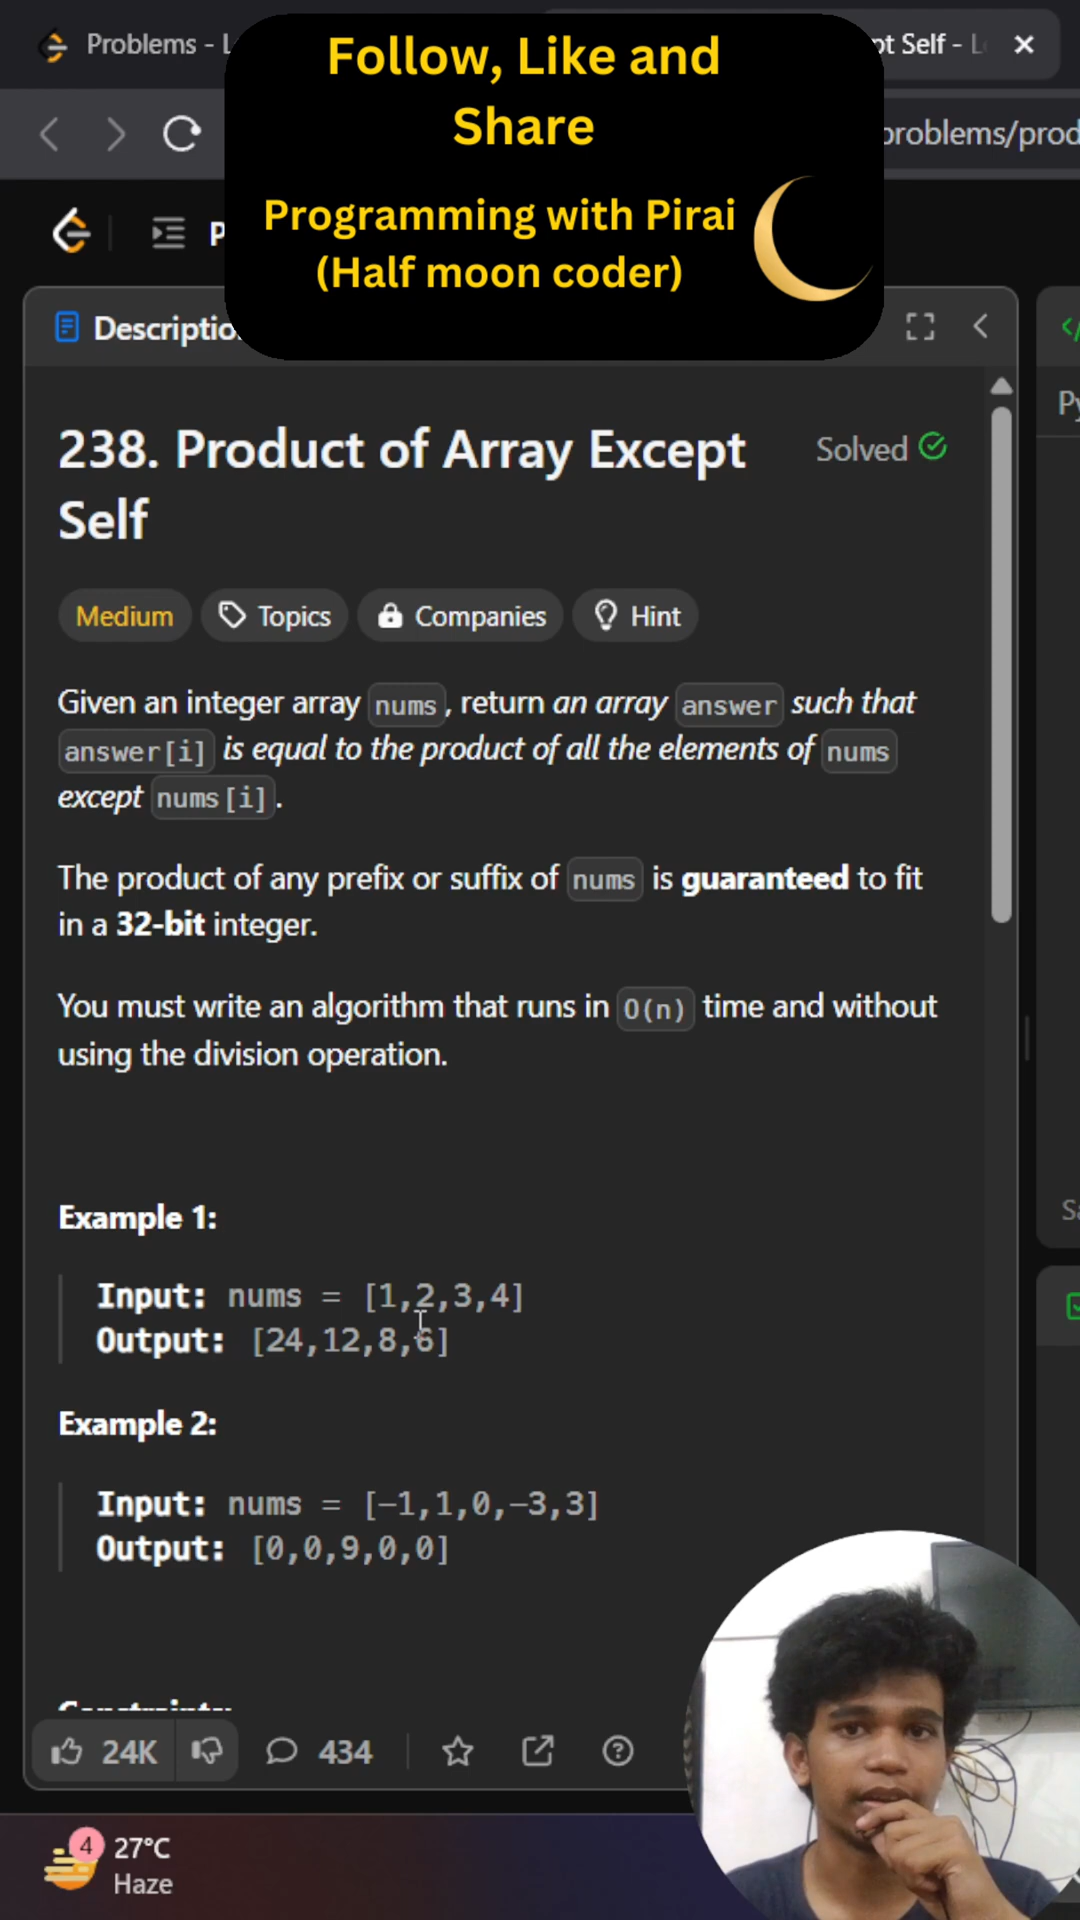 Problems - L
Follow, Like and
Share
pt Self - L
problems/prod
Programming with Pirai
(Half moon coder)
P
Descriptio
Py
238. Product of Array Except
Self
Solved
Medium
Topics
Companies
Hint
Given an integer array nums, return an array answer such that
answer[i] is equal to the product of all the elements of nums
except nums[i].
The product of any prefix or suffix of nums is guaranteed to fit
in a 32-bit integer.
You must write an algorithm that runs in O(n) time and without
using the division operation.
Sa
Example 1:
Input: nums = [1,2,3,4]
Output: [24,12,8,6]
Example 2:
Input: nums = [-1,1,0,-3,3]
Output: [0,0,9,0,0]
Constraints:
24K
434
4
27°C
Haze